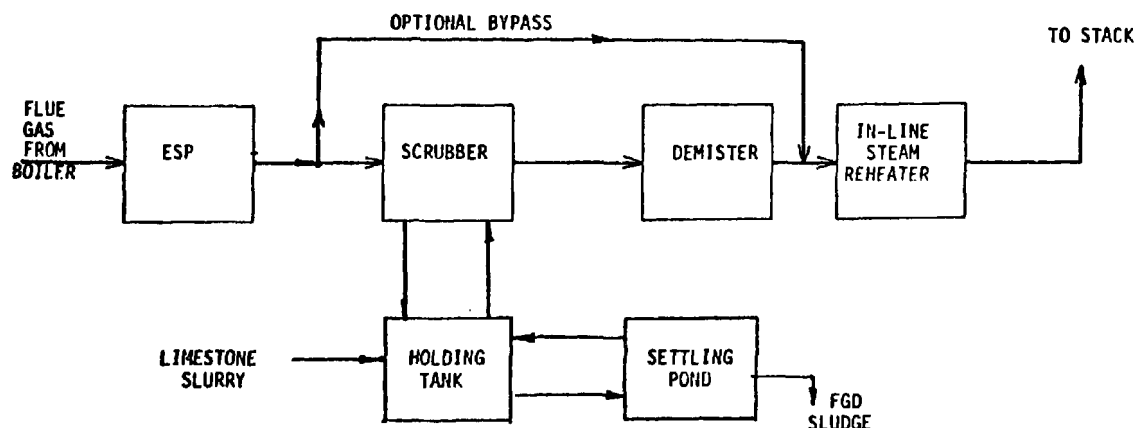 OPTIONAL BYPASS
TO STACK
FLUE
GAS
FROM
BOILER
ESP
SCRUBBER
DEMISTER
IN-LINE
STEAM
REHEATER
LIMESTONE
SLURRY
HOLDING
TANK
SETTLING
POND
FGD
SLUDGE